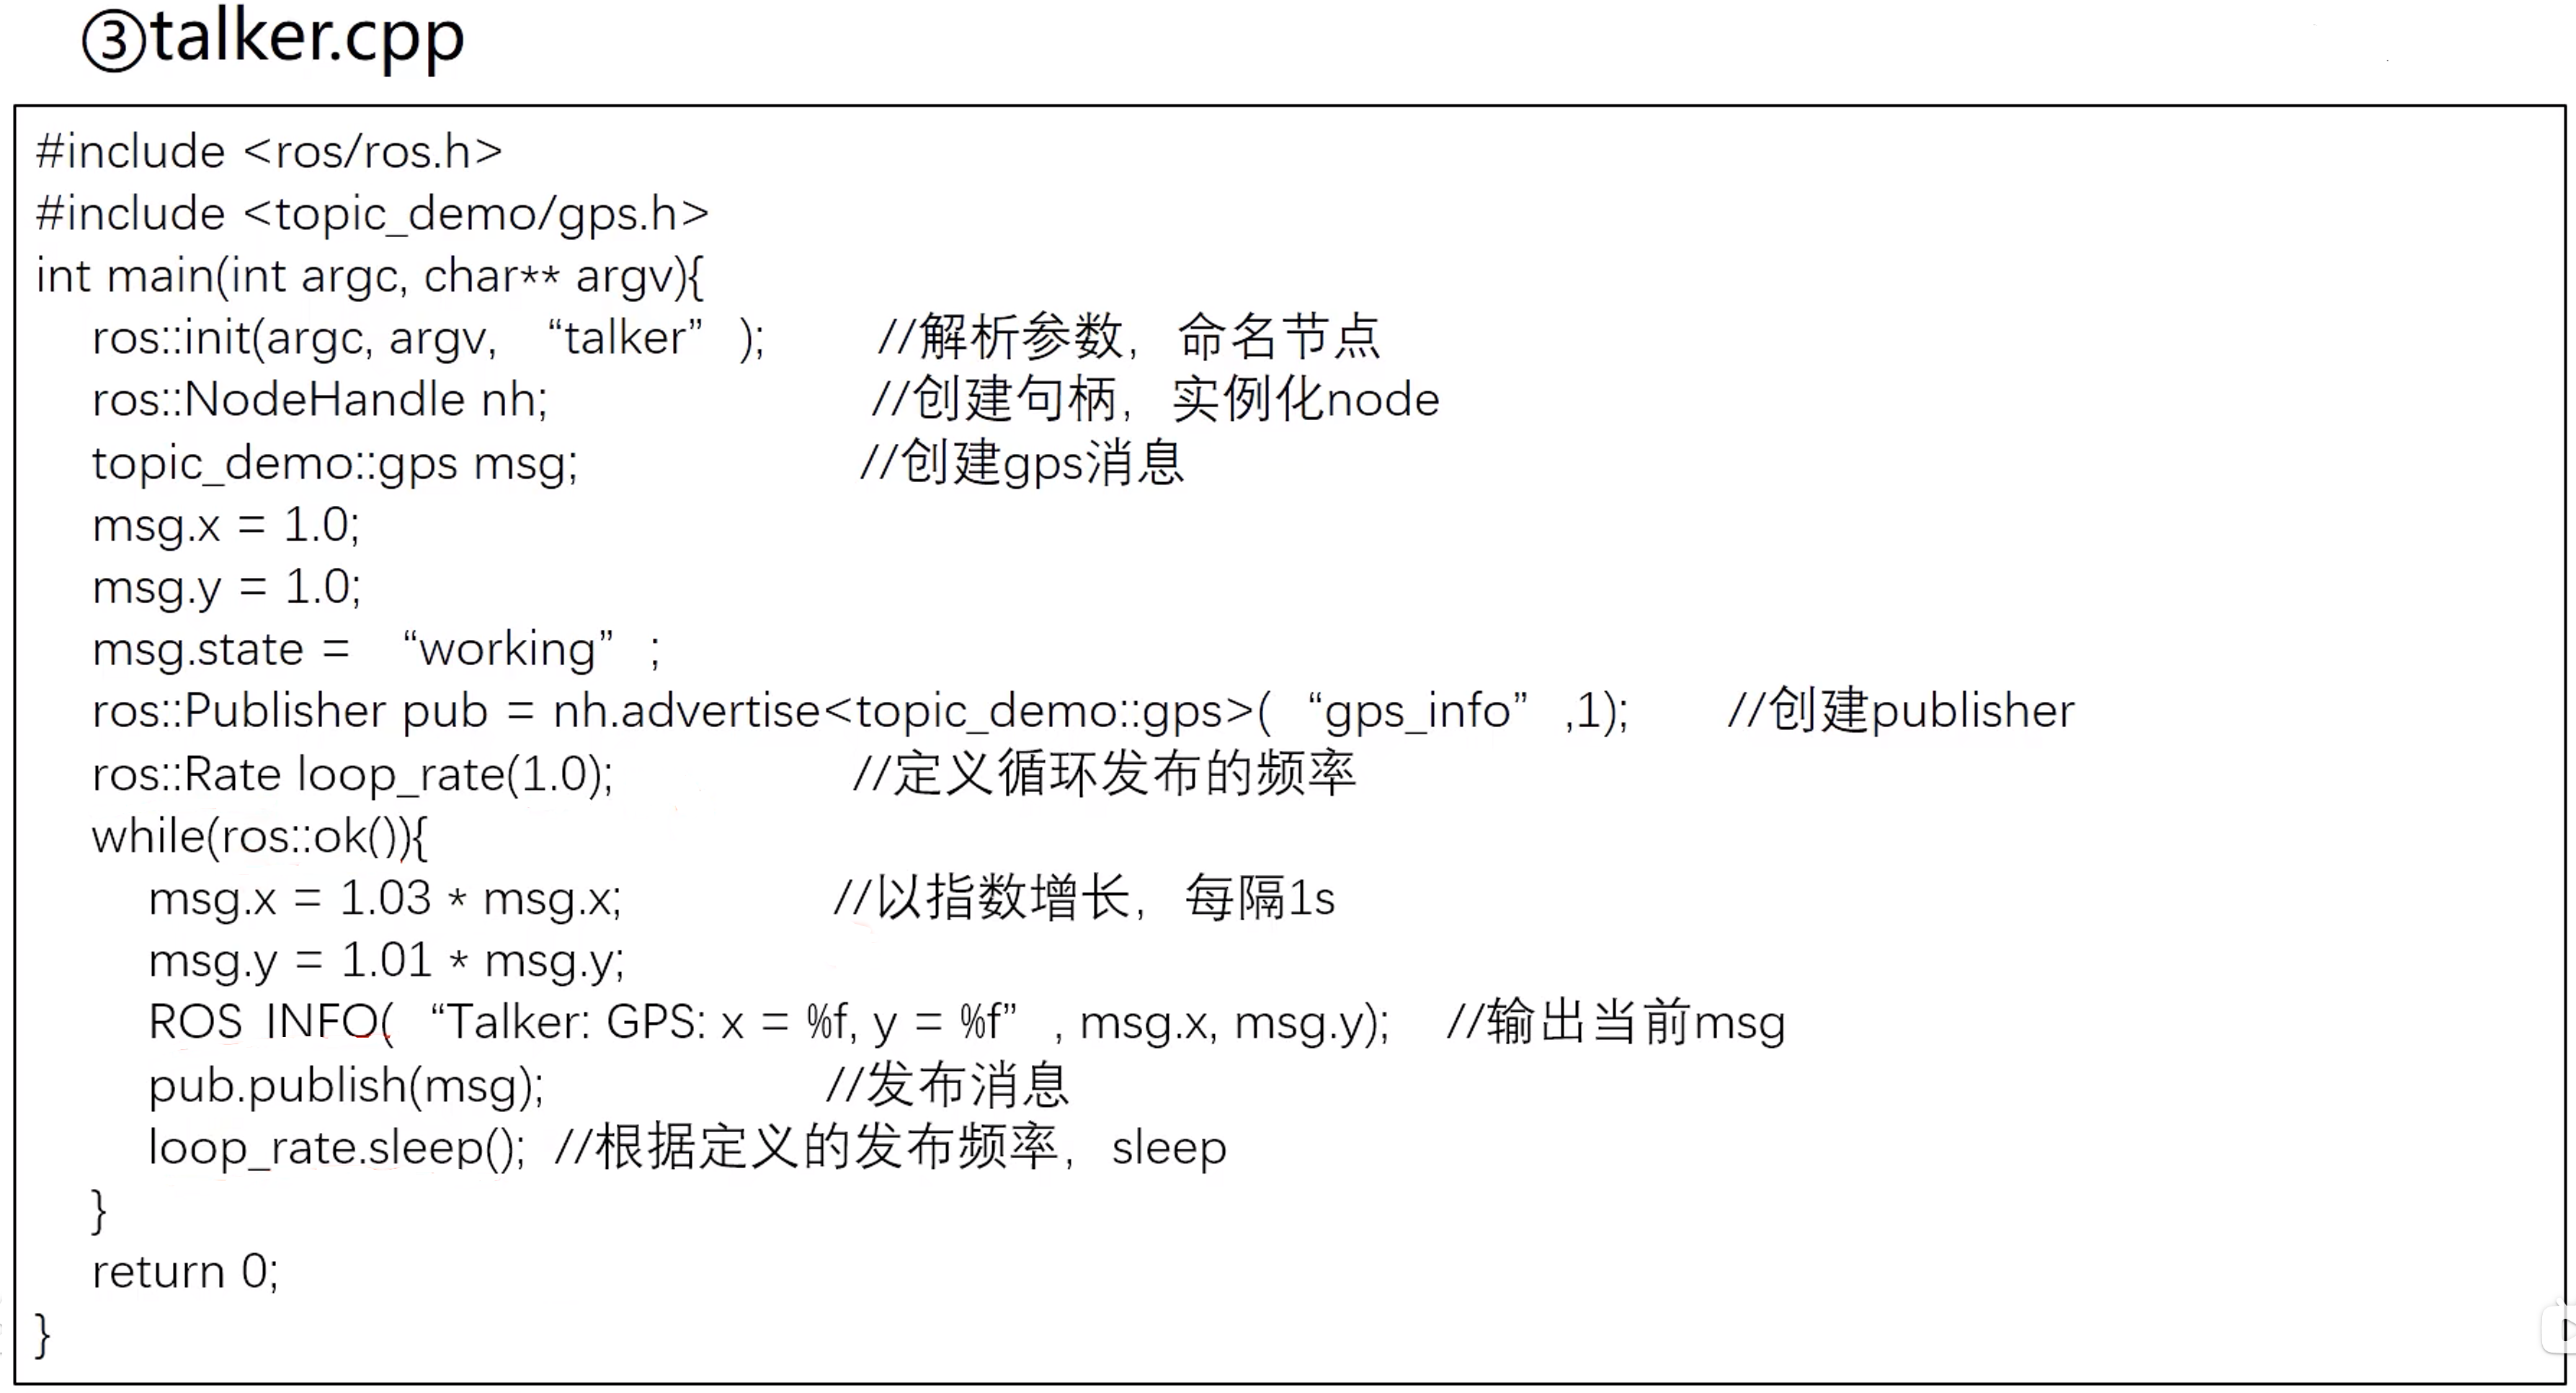 ③talker.cpp
#include <ros/ros.h>
#include <topic_demo/gps.h>
int main(int argc, char** argv){
ros::init(argc, argv, “talker” ); //解析参数，命名节点
ros::NodeHandle nh; //创建句柄，实例化node
topic_demo::gps msg; //创建gps消息
msg.x = 1.0;
msg.y = 1.0;
msg.state = “working” ;
ros::Publisher pub = nh.advertise<topic_demo::gps>( “gps_info” ,1); //创建publisher
ros::Rate loop_rate(1.0); //定义循环发布的频率
while(ros::ok()){
msg.x = 1.03 * msg.x; //以指数增长，每隔1s
msg.y = 1.01 * msg.y;
ROS INFO( “Talker: GPS: x = %f, y = %f” , msg.x, msg.y); //输出当前msg
pub.publish(msg); //发布消息
loop_rate.sleep(); //根据定义的发布频率，sleep
}
return 0;
}